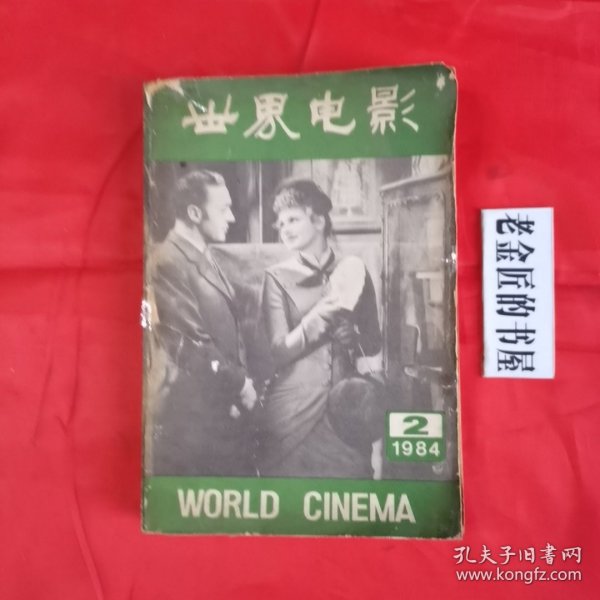 世界电影
2
1984
WORLD CINEMA
老金匠的书屋
孔夫子旧书网
www.kongfz.com